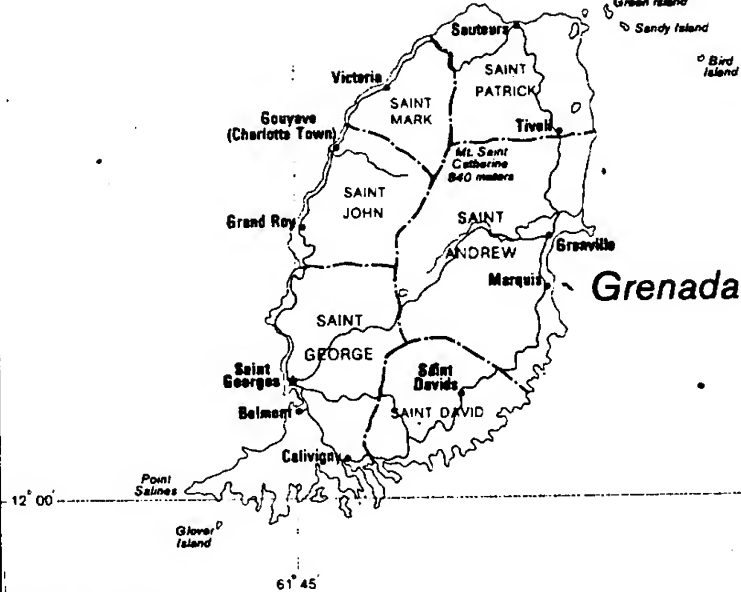 Green Island
Sandy Island
Bird
Island
Sauteurs
SAINT
PATRICK
Victoria
SAINT
MARK
Gouyave
(Charlotte Town)
Tivoli
Mt. Saint
Catherine
840 meters
SAINT
JOHN
Grand Roy
SAINT
ANDREW
Grenville
Marquis
Grenada
SAINT
GEORGE
Saint
Georges
Saint
Davids
Belmont
SAINT DAVID
Calivigny
Point
Salines
12° 00'
Glover
Island
61° 45'